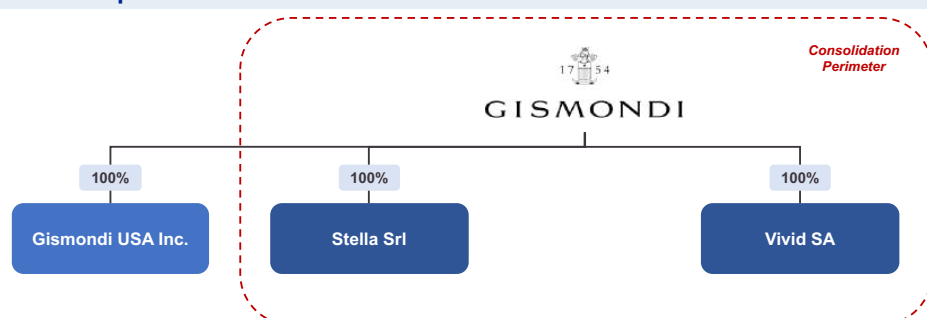 Consolidation
Perimeter
17 54
GISMONDI
100%
100%
100%
Gismondi USA Inc.
Stella Srl
Vivid SA